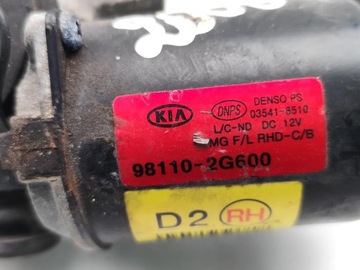 KIA DNPS DENSO PS
03541-8510
L/C-ND DC 12V
MG F/L RHD-C/B
98110-2G600
D2 RH